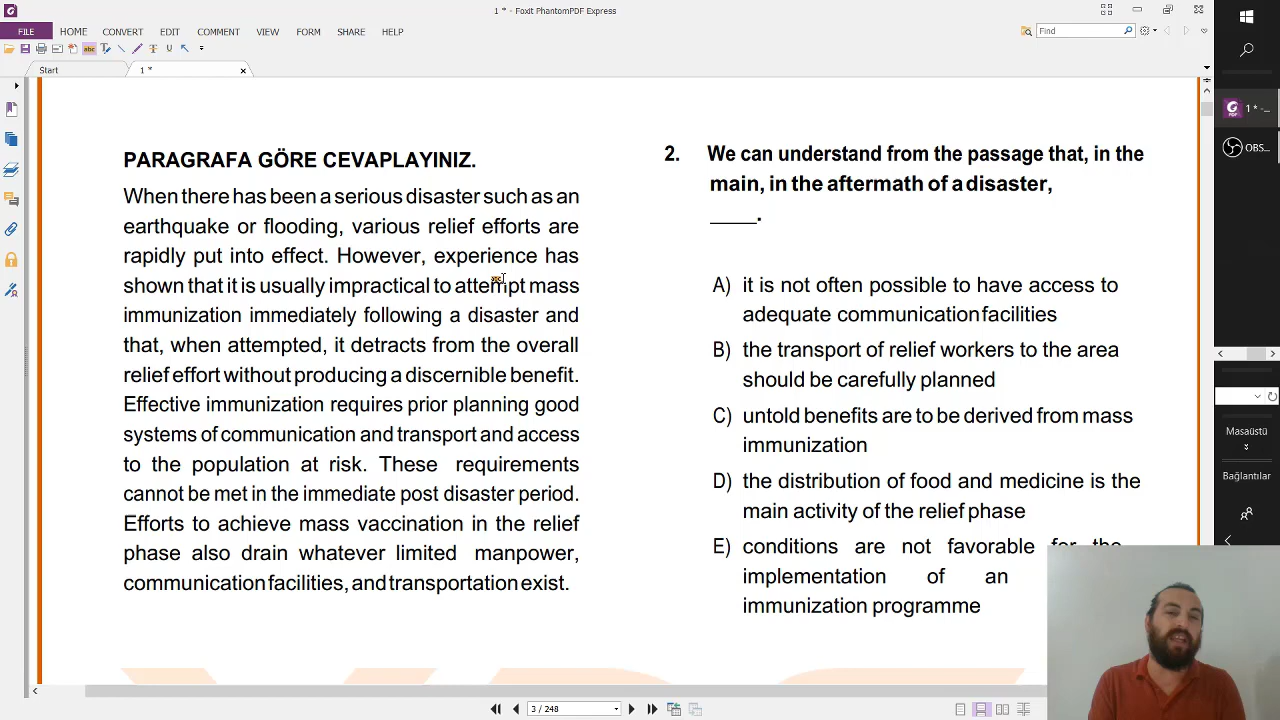 1 * - Foxit PhantomPDF Express
FILE
HOME
CONVERT
EDIT
COMMENT
VIEW
FORM
SHARE
HELP
Find
Start
1 *
PARAGRAFA GÖRE CEVAPLAYINIZ.
When there has been a serious disaster such as an
earthquake or flooding, various relief efforts are
rapidly put into effect. However, experience has
shown that it is usually impractical to attempt mass
immunization immediately following a disaster and
that, when attempted, it detracts from the overall
relief effort without producing a discernible benefit.
Effective immunization requires prior planning good
systems of communication and transport and access
to the population at risk. These requirements
cannot be met in the immediate post disaster period.
Efforts to achieve mass vaccination in the relief
phase also drain whatever limited manpower,
communication facilities, and transportation exist.
2. We can understand from the passage that, in the
main, in the aftermath of a disaster,
____.
A) it is not often possible to have access to
adequate communication facilities
B) the transport of relief workers to the area
should be carefully planned
C) untold benefits are to be derived from mass
immunization
D) the distribution of food and medicine is the
main activity of the relief phase
E) conditions are not favorable for the
implementation of an
immunization programme
3 / 248
1 * -...
OBS...
Masaüstü
Bağlantılar